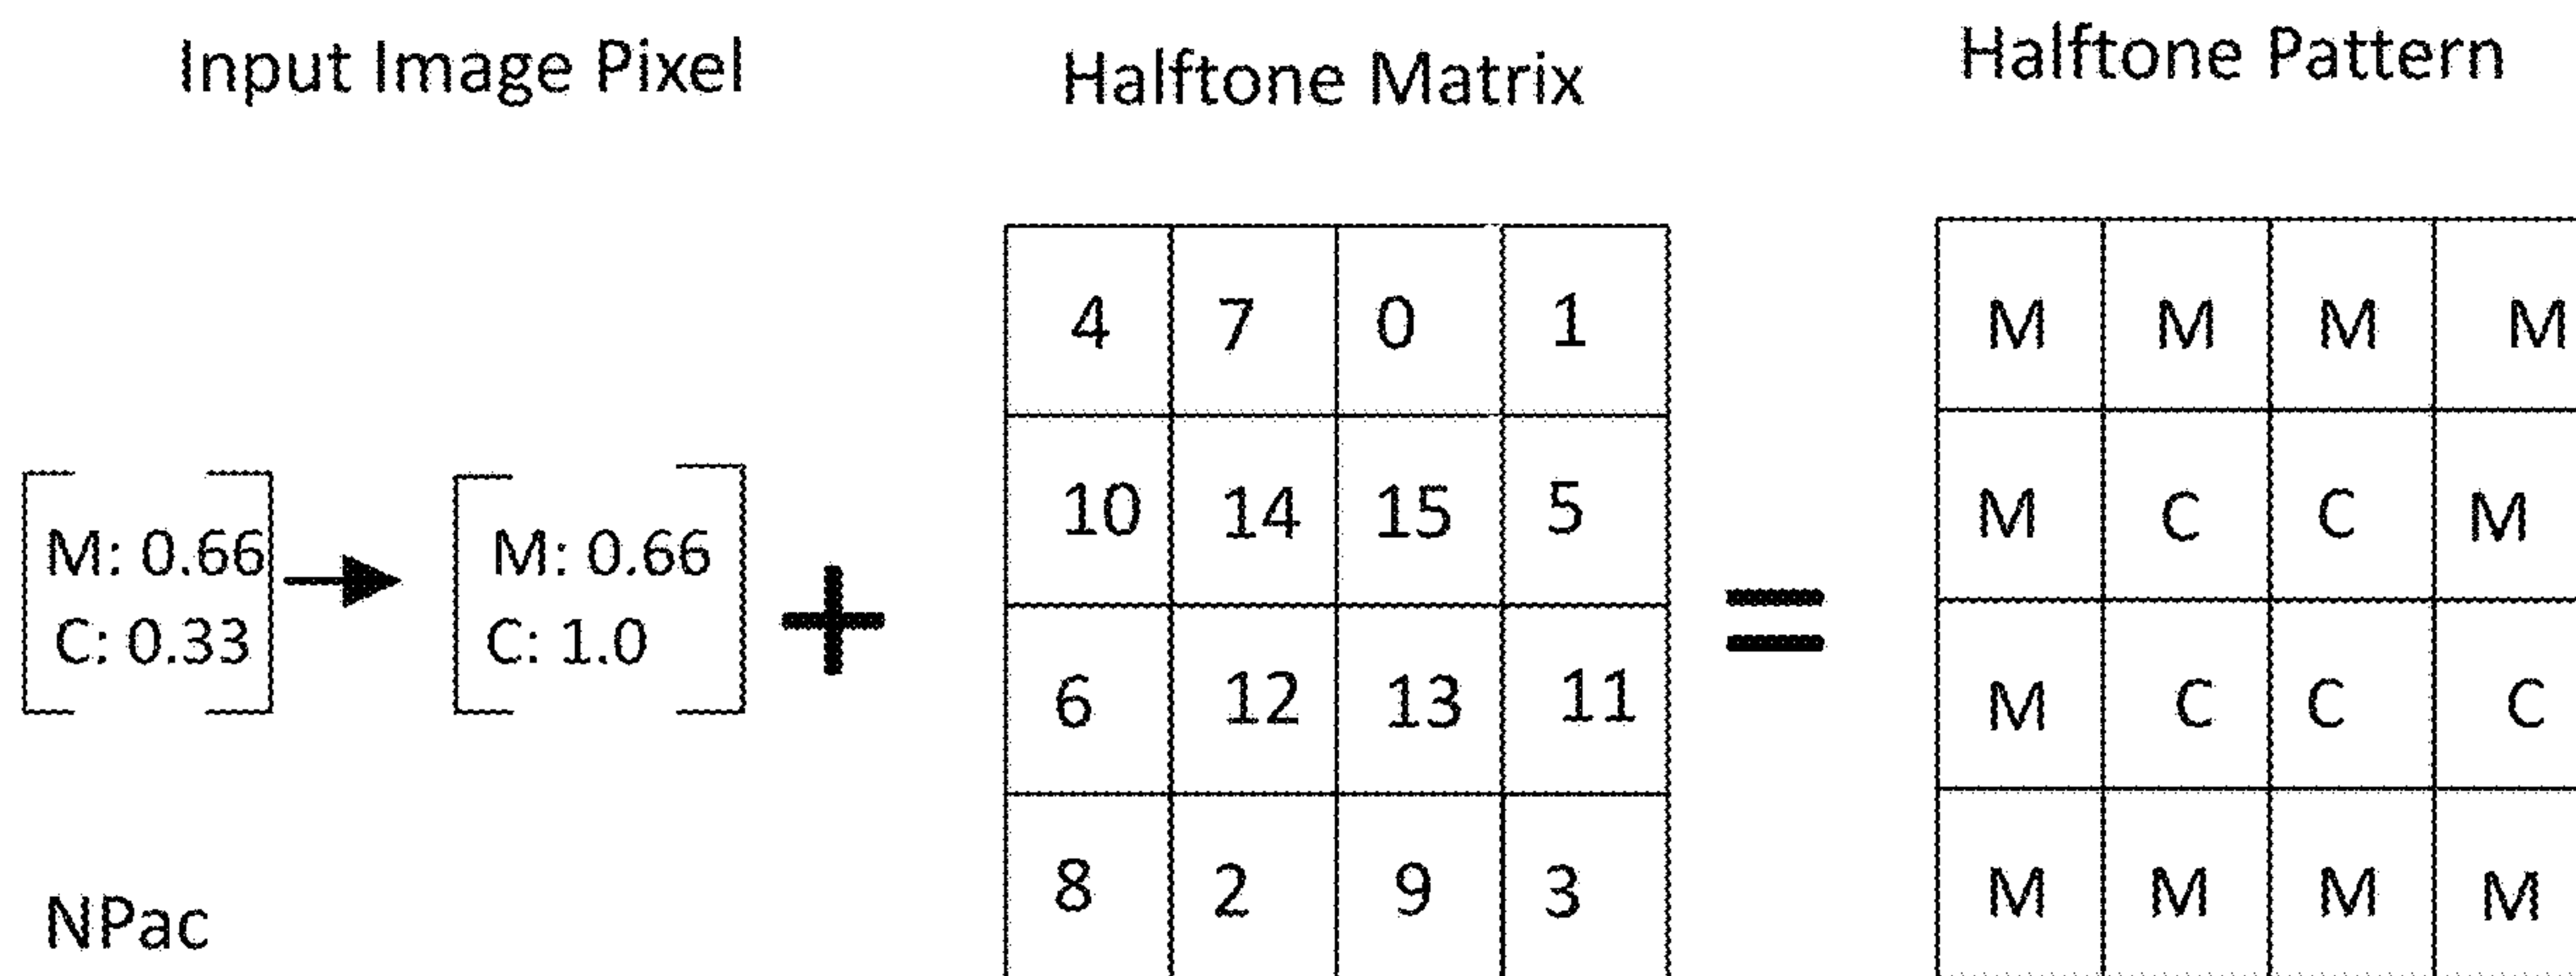 Input Image Pixel
Halftone Matrix
Halftone Pattern
M: 0.66
C: 0.33
M: 0.66
C: 1.0
+
4 7 0 1
10 14 15 5
6 12 13 11
8 2 9 3
=
M M M M
M C C M
M C C C
M M M M
NPac